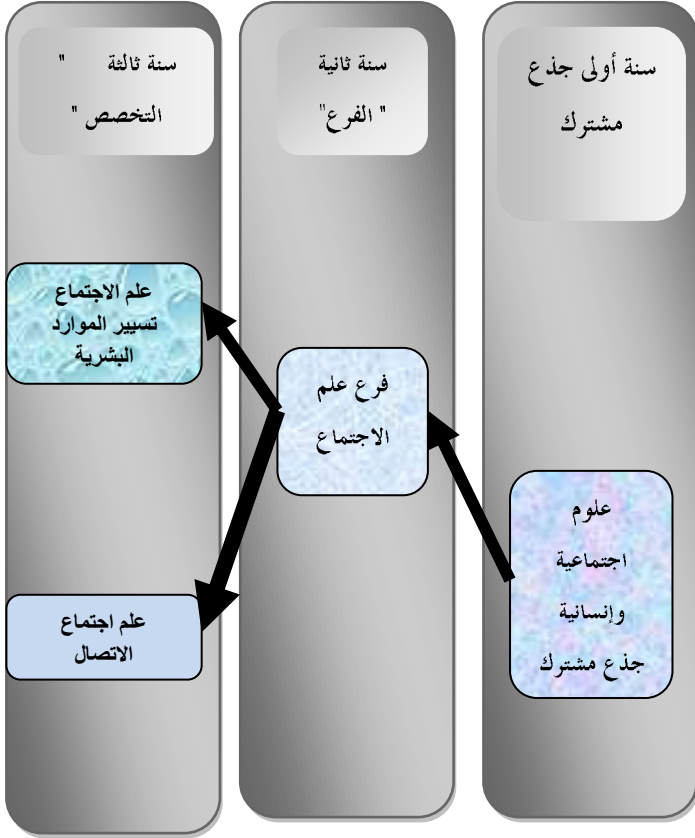 سنة أولى جذع
مشترك
سنة ثانية
" الفرع"
سنة ثالثة "
التخصص "
علوم
اجتماعية
وإنسانية
جذع مشترك
فرع علم
الاجتماع
علم الاجتماع
تسيير الموارد
البشرية
علم اجتماع
الاتصال